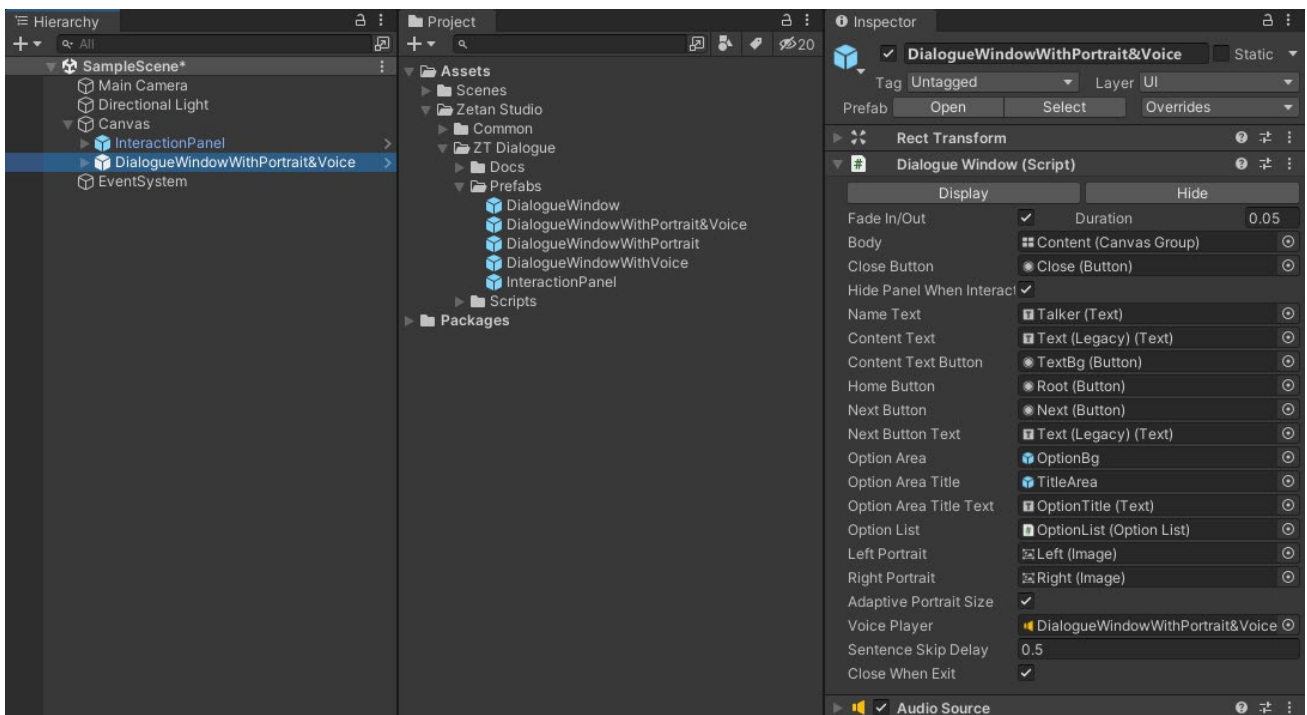 Hierarchy
All
SampleScene*
Main Camera
Directional Light
Canvas
InteractionPanel
DialogueWindowWithPortrait&Voice
EventSystem
Project
20
Assets
Scenes
Zetan Studio
Common
ZT Dialogue
Docs
Prefabs
DialogueWindow
DialogueWindowWithPortrait&Voice
DialogueWindowWithPortrait
DialogueWindowWithVoice
InteractionPanel
Scripts
Packages
Inspector
DialogueWindowWithPortrait&Voice Static
Tag Untagged Layer UI
Prefab Open Select Overrides
Rect Transform
# Dialogue Window (Script)
Display Hide
Fade In/Out Duration 0.05
Body Content (Canvas Group)
Close Button Close (Button)
Hide Panel When Interact
Name Text Talker (Text)
Content Text Text (Legacy) (Text)
Content Text Button TextBg (Button)
Home Button Root (Button)
Next Button Next (Button)
Next Button Text Text (Legacy) (Text)
Option Area OptionBg
Option Area Title TitleArea
Option Area Title Text OptionTitle (Text)
Option List OptionList (Option List)
Left Portrait Left (Image)
Right Portrait Right (Image)
Adaptive Portrait Size
Voice Player DialogueWindowWithPortrait&Voice
Sentence Skip Delay 0.5
Close When Exit
Audio Source